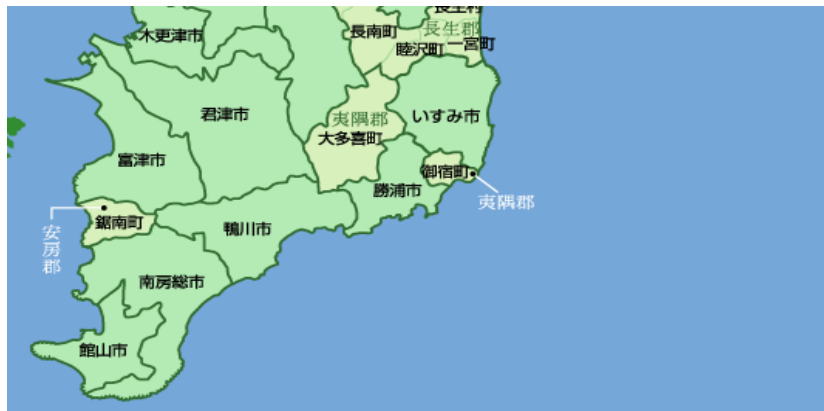 長生村
長南町
長生郡
木更津市
睦沢町
一宮町
君津市
夷隅郡
いすみ市
大多喜町
富津市
御宿町
勝浦市
夷隅郡
鋸南町
鴨川市
安房郡
南房総市
館山市